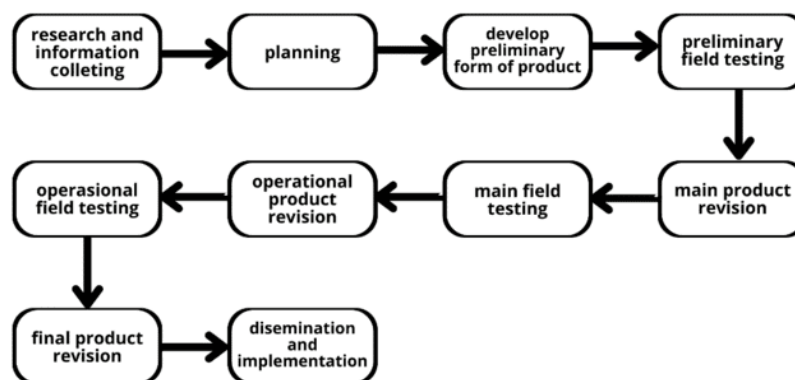 research and
information
colleting
planning
develop
preliminary
form of product
preliminary
field testing
main product
revision
main field
testing
operational
product
revision
operasional
field testing
final product
revision
disemination
and
implementation